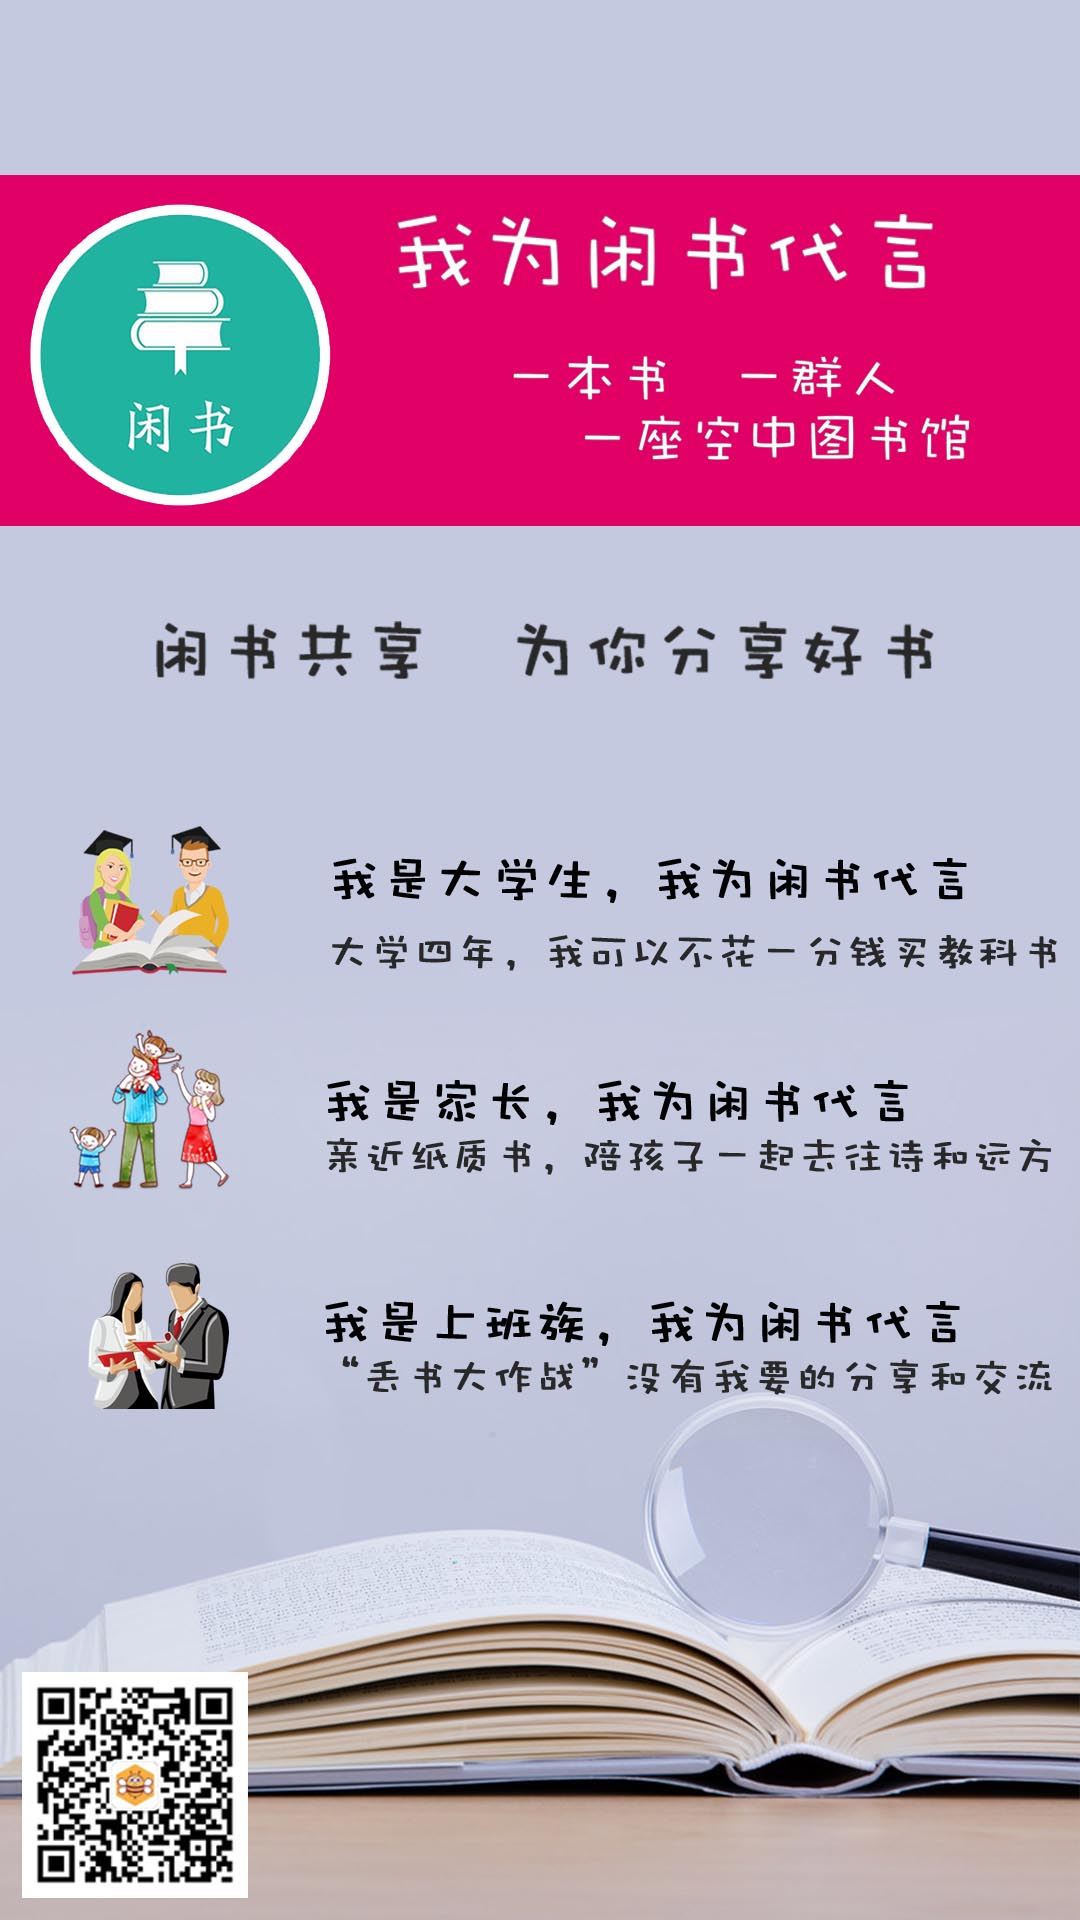 我为闲书代言
闲书
一本书 一群人
一座空中图书馆
闲书共享 为你分享好书
我是大学生，我为闲书代言
大学四年，我可以不花一分钱买教科书
我是家长，我为闲书代言
亲近纸质书，陪孩子一起去往诗和远方
我是上班族，我为闲书代言
“丢书大作战”没有我要的分享和交流